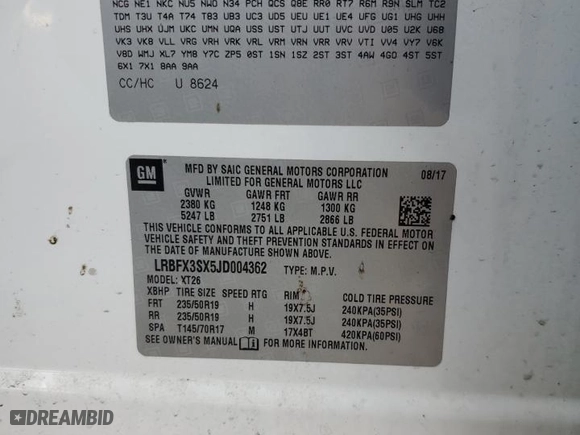 NCG NE1 NKC NU5 NWD N34 PCH QC5 Q8E RR0 RT7 R6M R9N SLM TC2
TDM T3U T4A T74 T83 UB3 UC3 UD5 UEU UE1 UE4 UFG UG1 UHG UHH
UHS UHX UJM UKC UMN UQA USS UST UTJ UUT UVC UVD U05 U2K U68
VK3 VK8 VRF VRG VRH VRJ VRK VRL VRM VRN VRR VTI VV4 VY7 V6K
V8D WMJ XL7 YM8 Y7C ZP5 0ST 1SN 1SZ 2ST 3ST 4AW 4GD 4ST 5ST
6X1 7X1 8AA 9AA
CC/HC U 8624
GM
MFD BY SAIC GENERAL MOTORS CORPORATION 08/17
LIMITED FOR GENERAL MOTORS LLC
GVWR GAWR FRT GAWR RR
2380 KG 1248 KG 1300 KG
5247 LB 2751 LB 2866 LB
THIS VEHICLE CONFORMS TO ALL APPLICABLE U.S. FEDERAL MOTOR
VEHICLE SAFETY AND THEFT PREVENTION STANDARDS IN EFFECT ON
THE DATE OF MANUFACTURE SHOWN ABOVE.
LRBFX3SX5JD004362 TYPE: M.P.V.
MODEL: XT26
XBHP TIRE SIZE SPEED RTG RIM COLD TIRE PRESSURE
FRT 235/50R19 H 19X7.5J 240KPA(35PSI)
RR 235/50R19 H 19X7.5J 240KPA(35PSI)
SPA T145/70R17 M 17X4BT 420KPA(60PSI)
SEE OWNER'S MANUAL FOR MORE INFORMATION
DREAMBID